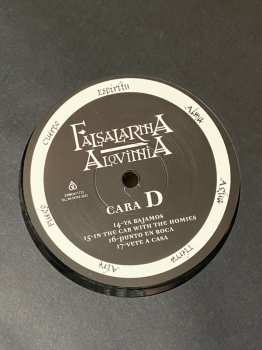 Espíritu
Alma
Agua
Tierra
Aire
Fuego
Cuerpo
FALSALARMA
ALQVIMIA
CARA D
14-YA BAJAMOS
15-IN THE CAR WITH THE HOMIES
16-PUNTO EN BOCA
17-VETE A CASA